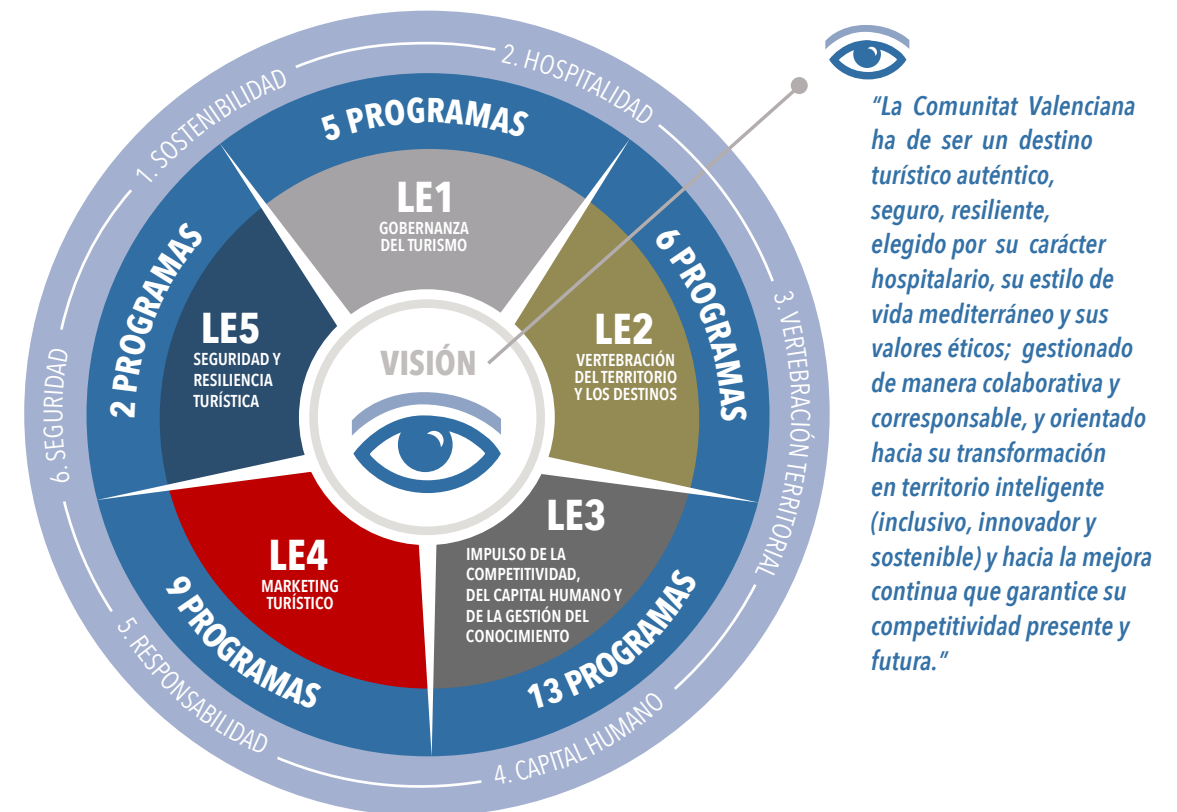 1. SOSTENIBILIDAD
2. HOSPITALIDAD
3. VERTEBRACIÓN TERRITORIAL
4. CAPITAL HUMANO
5. RESPONSABILIDAD
6. SEGURIDAD
5 PROGRAMAS
LE1
GOBERNANZA
DEL TURISMO
6 PROGRAMAS
LE2
VERTEBRACIÓN
DEL TERRITORIO
Y LOS DESTINOS
13 PROGRAMAS
LE3
IMPULSO DE LA
COMPETITIVIDAD,
DEL CAPITAL HUMANO Y
DE LA GESTIÓN DEL
CONOCIMIENTO
9 PROGRAMAS
LE4
MARKETING
TURÍSTICO
2 PROGRAMAS
LE5
SEGURIDAD Y
RESILIENCIA
TURÍSTICA
VISIÓN
“La Comunitat Valenciana
ha de ser un destino
turístico auténtico,
seguro, resiliente,
elegido por su carácter
hospitalario, su estilo de
vida mediterráneo y sus
valores éticos; gestionado
de manera colaborativa y
corresponsable, y orientado
hacia su transformación
en territorio inteligente
(inclusivo, innovador y
sostenible) y hacia la mejora
continua que garantice su
competitividad presente y
futura.”